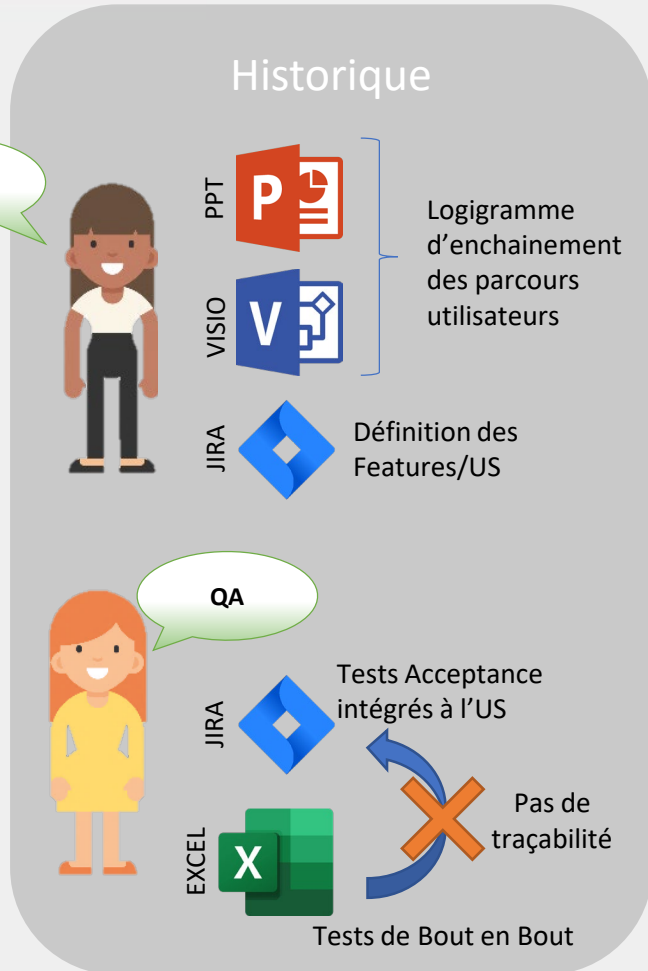 Historique
PPT
P
Logigramme
d'enchainement
des parcours
utilisateurs
VISIO
V
JIRA
Définition des
Features/US
QA
JIRA
Tests Acceptance
intégrés à l'US
Pas de
traçabilité
EXCEL
X
Tests de Bout en Bout